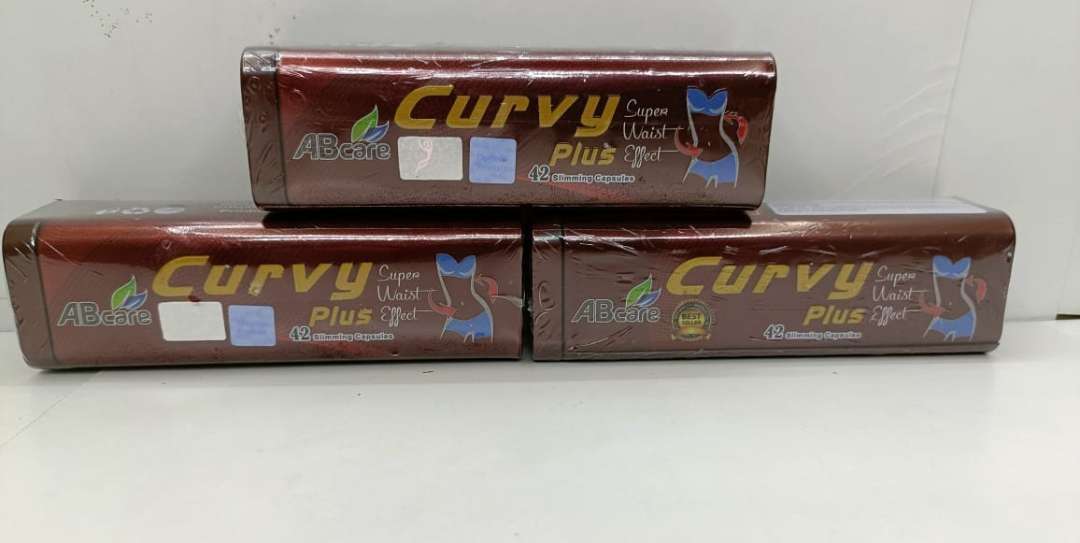 ABcare
Curvy
Plus
Super
Waist
Effect
42 Slimming Capsules
ABcare
Curvy
Plus
Super
Waist
Effect
42 Slimming Capsules
ABcare
BEST
SELLER
Curvy
Plus
Super
Waist
Effect
42 Slimming Capsules